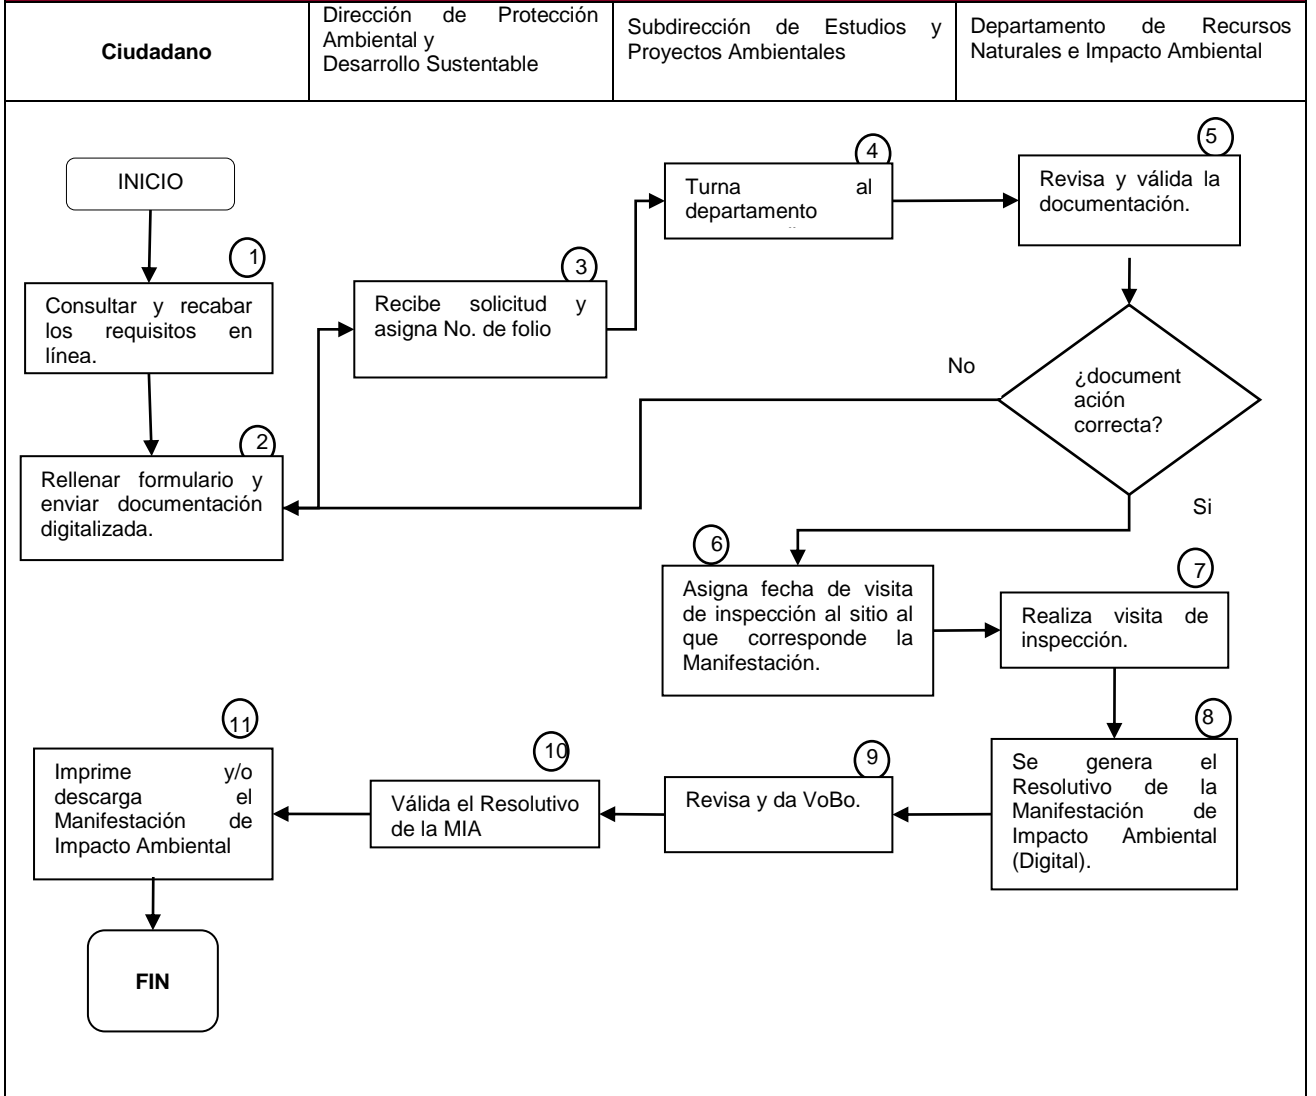 Ciudadano
Dirección de Protección
Ambiental y
Desarrollo Sustentable
Subdirección de Estudios y
Proyectos Ambientales
Departamento de Recursos
Naturales e Impacto Ambiental
INICIO
1
Consultar y recabar
los requisitos en
línea.
2
Rellenar formulario y
enviar documentación
digitalizada.
3
Recibe solicitud y
asigna No. de folio
4
Turna al
departamento
5
Revisa y válida la
documentación.
¿document
ación
correcta?
No
Si
6
Asigna fecha de visita
de inspección al sitio al
que corresponde la
Manifestación.
7
Realiza visita de
inspección.
8
Se genera el
Resolutivo de la
Manifestación de
Impacto Ambiental
(Digital).
9
Revisa y da VoBo.
10
Válida el Resolutivo
de la MIA
11
Imprime y/o
descarga el
Manifestación de
Impacto Ambiental
FIN